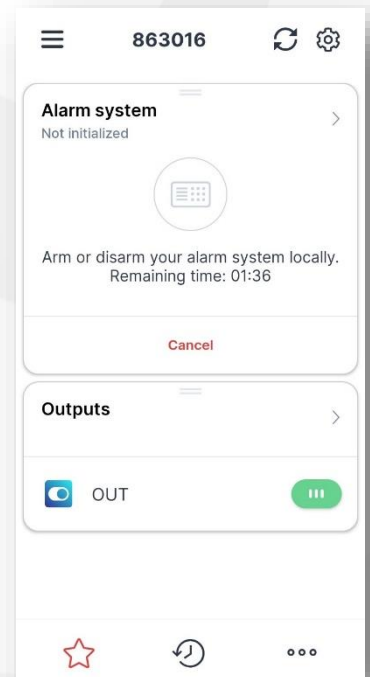 863016
Alarm system
Not initialized
Arm or disarm your alarm system locally.
Remaining time: 01:36
Cancel
Outputs
OUT